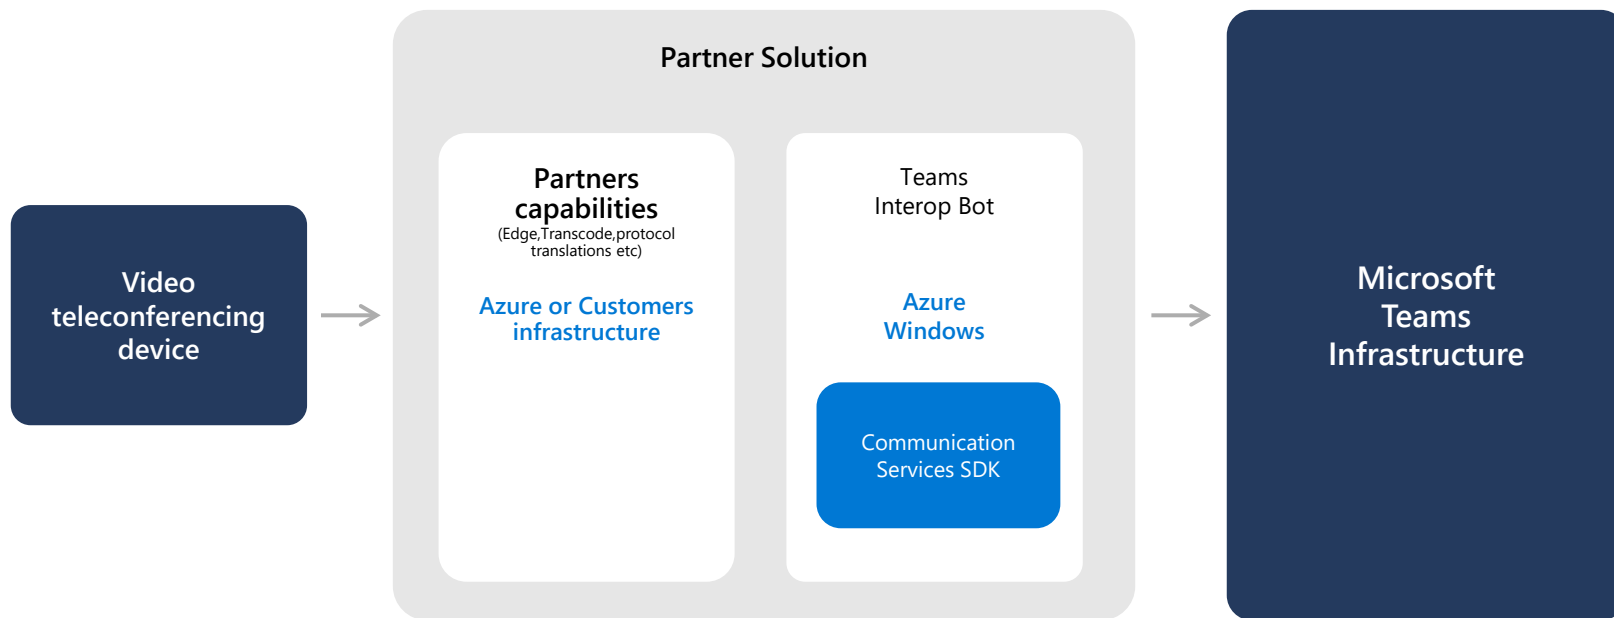 Partner Solution
Video
teleconferencing
device
Partners
capabilities
(Edge,Transcode,protocol
translations etc)
Azure or Customers
infrastructure
Teams
Interop Bot
Azure
Windows
Communication
Services SDK
Microsoft
Teams
Infrastructure